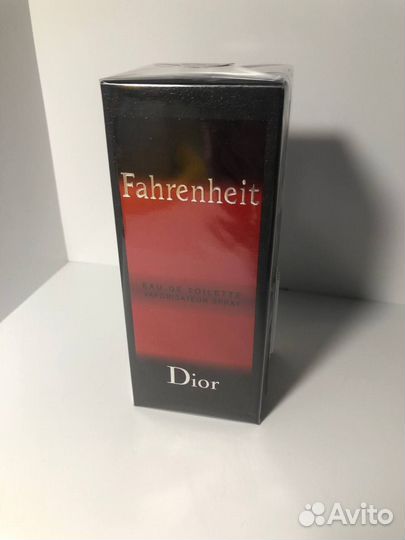 Fahrenheit
EAU DE TOILETTE
VAPORISATEUR SPRAY
Dior
Avito